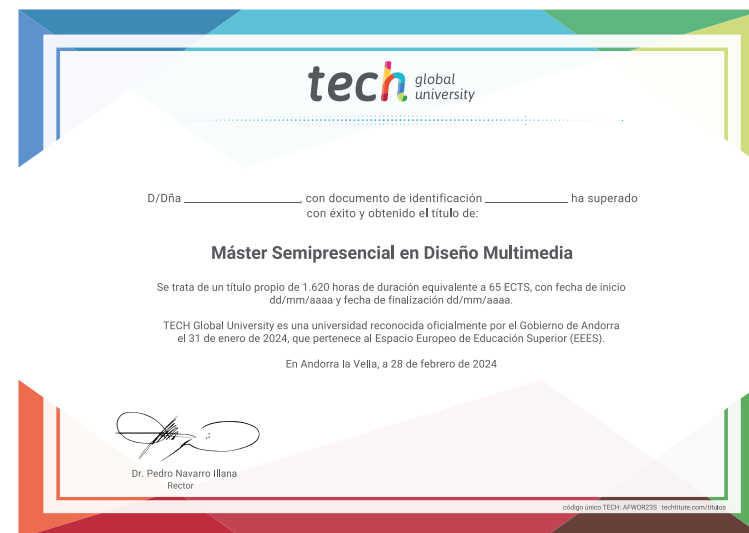 tech global university
D/Dña ____________________, con documento de identificación ______________ ha superado
con éxito y obtenido el título de:
Máster Semipresencial en Diseño Multimedia
Se trata de un título propio de 1.620 horas de duración equivalente a 65 ECTS, con fecha de inicio
dd/mm/aaaa y fecha de finalización dd/mm/aaaa.
TECH Global University es una universidad reconocida oficialmente por el Gobierno de Andorra
el 31 de enero de 2024, que pertenece al Espacio Europeo de Educación Superior (EEES).
En Andorra la Vella, a 28 de febrero de 2024
Dr. Pedro Navarro Illana
Rector
código único TECH: AFWOR23S techtitute.com/titulos